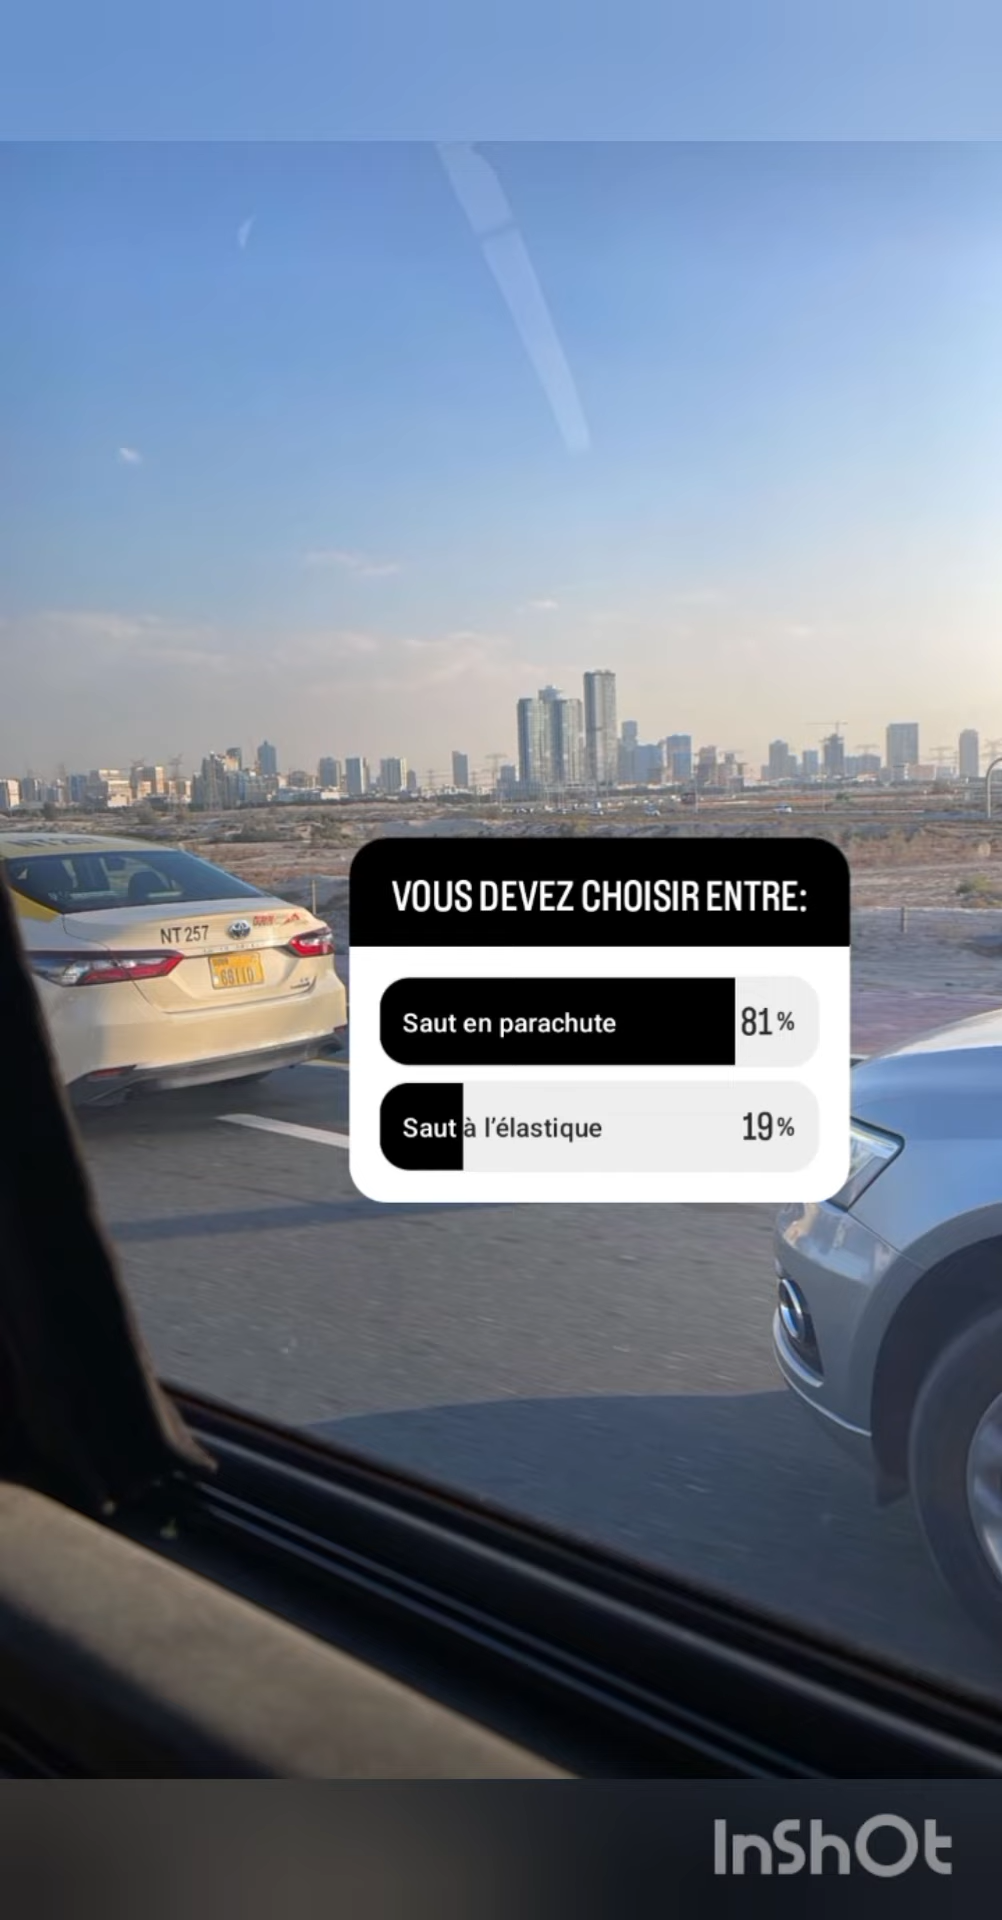 VOUS DEVEZ CHOISIR ENTRE:
Saut en parachute 81%
Saut à l'élastique 19%
NT 257
InShOt